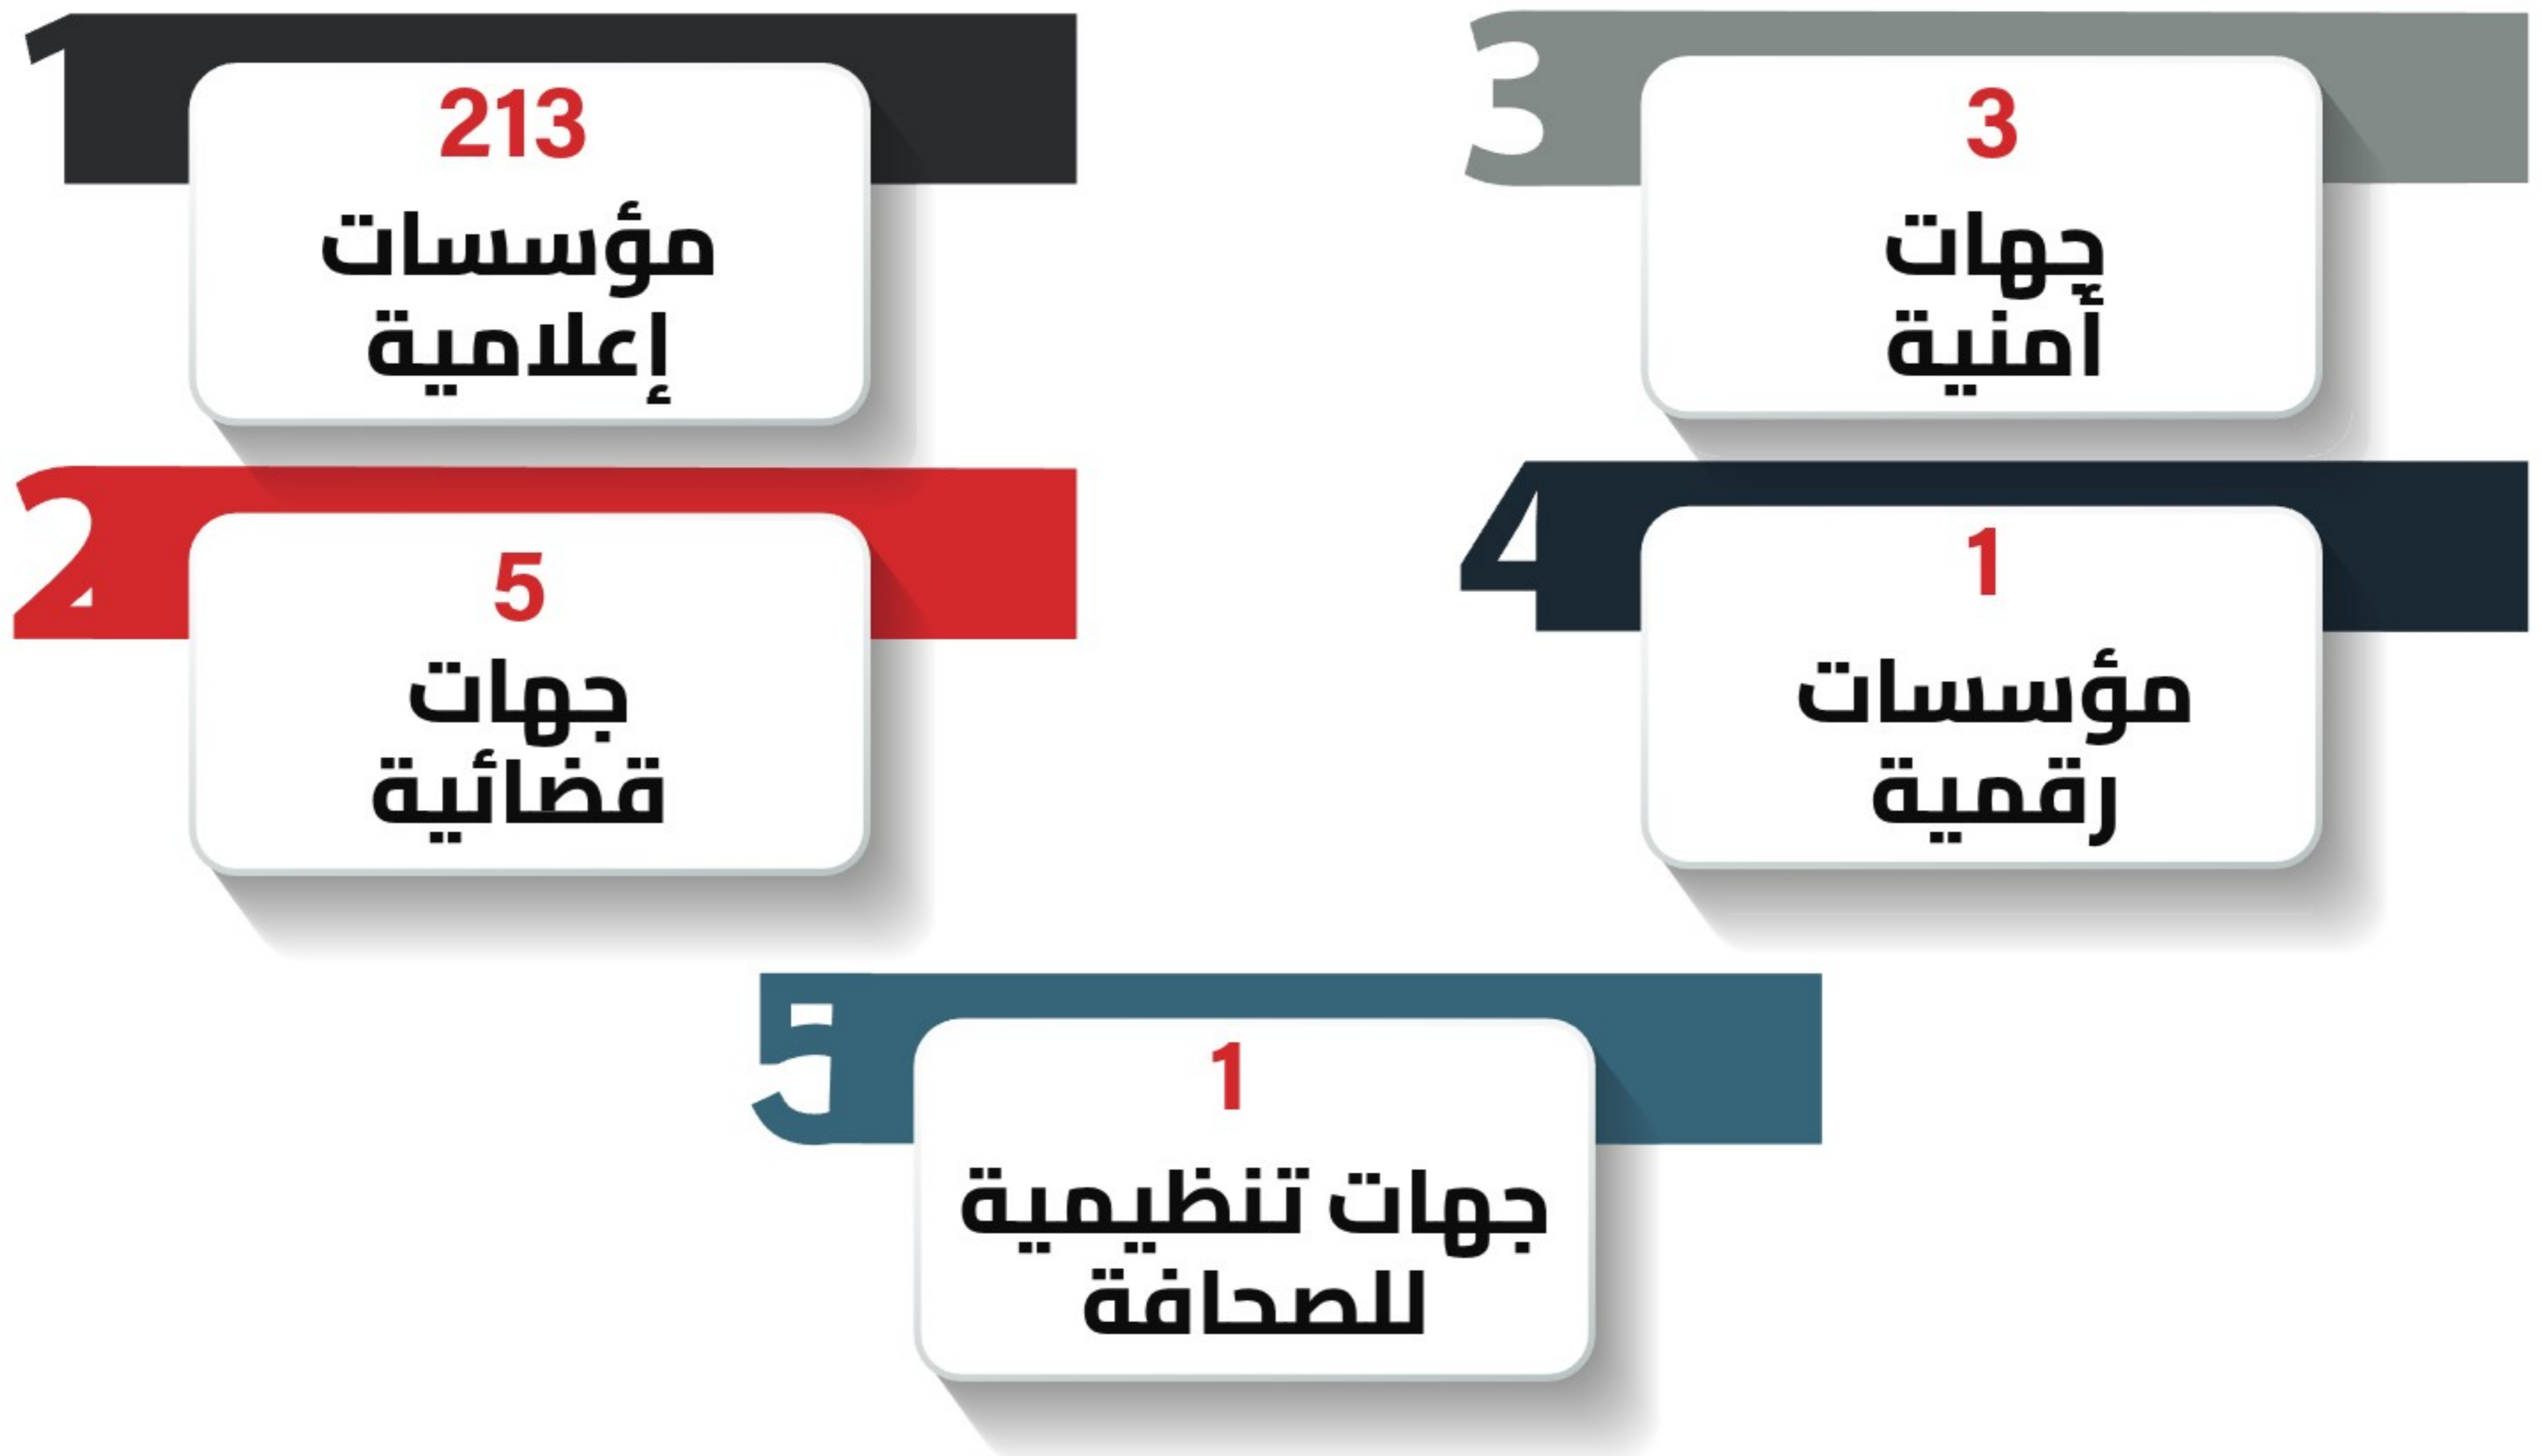 1
213
مؤسسات
إعلامية
2
5
جهات
قضائية
3
3
جهات
أمنية
4
1
مؤسسات
رقمية
5
1
جهات تنظيمية
للصحافة